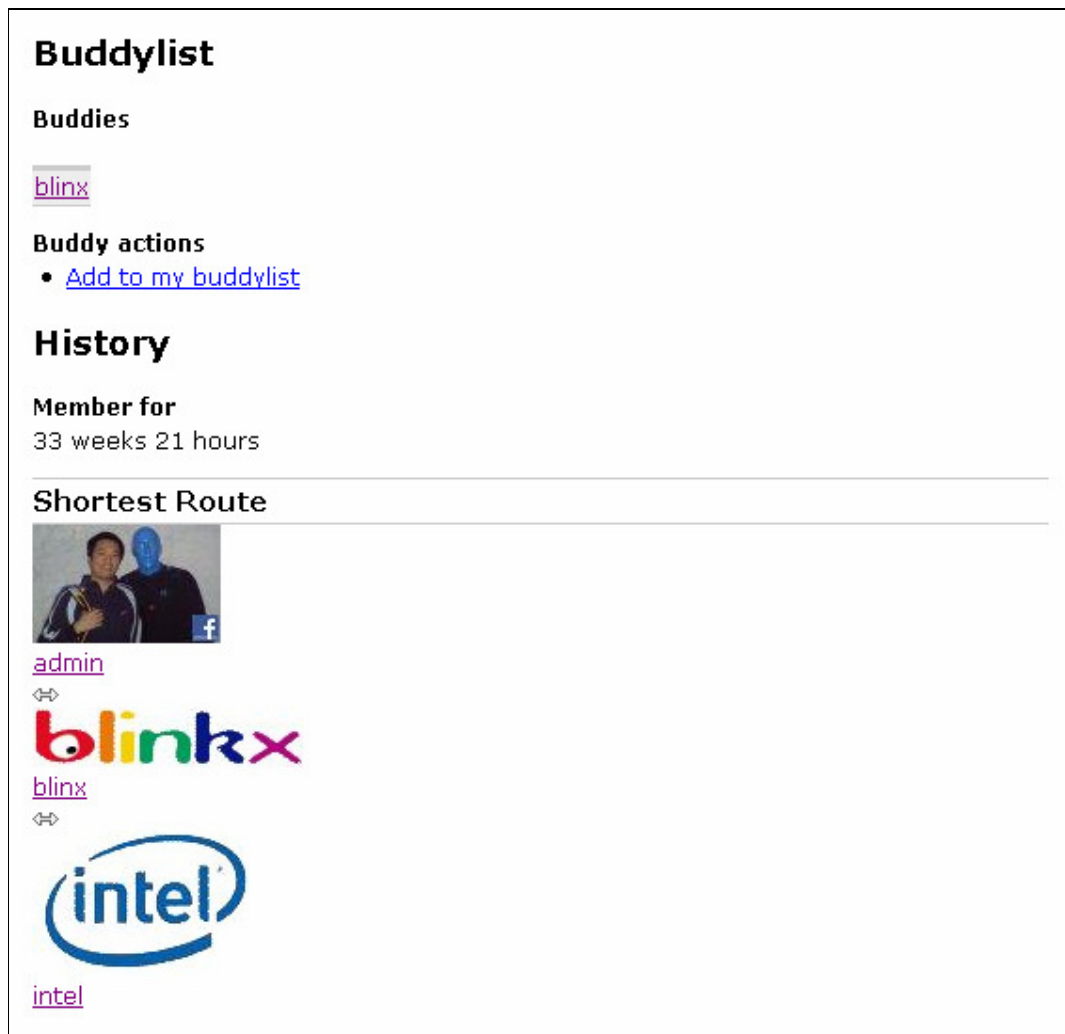 Buddylist
Buddies
blinx
Buddy actions
• Add to my buddylist
History
Member for
33 weeks 21 hours
Shortest Route
f
admin
⇔
blinkx
blinx
⇔
intel
intel